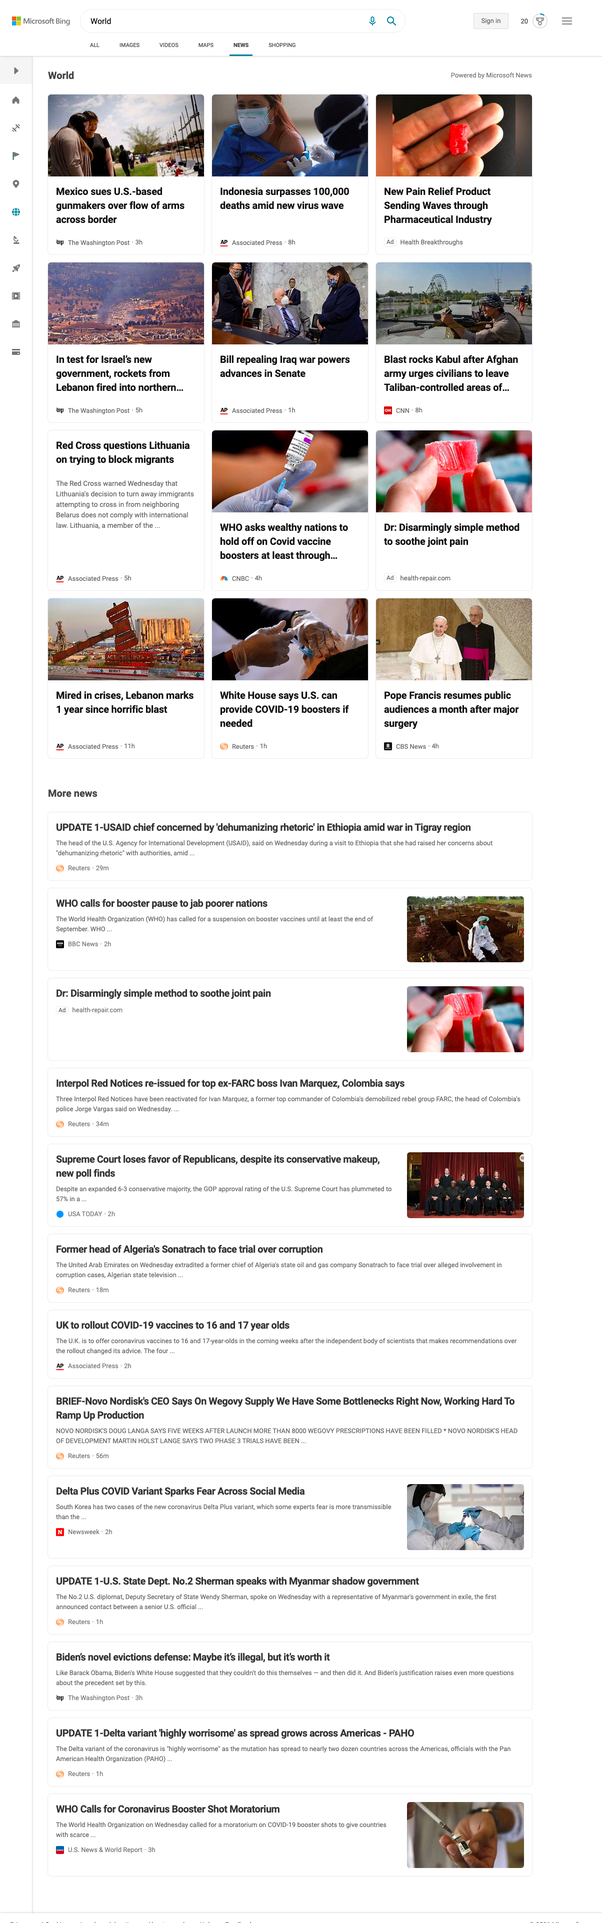 Microsoft Bing
World
Sign in
20
ALL IMAGES VIDEOS MAPS NEWS SHOPPING
World
Powered by Microsoft News
Mexico sues U.S.-based
gunmakers over flow of arms
across border
The Washington Post · 3h
Indonesia surpasses 100,000
deaths amid new virus wave
AP Associated Press · 8h
New Pain Relief Product
Sending Waves through
Pharmaceutical Industry
Ad Health Breakthroughs
In test for Israel's new
government, rockets from
Lebanon fired into northern...
The Washington Post · 5h
Bill repealing Iraq war powers
advances in Senate
AP Associated Press · 1h
Blast rocks Kabul after Afghan
army urges civilians to leave
Taliban-controlled areas of...
CNN · 8h
Red Cross questions Lithuania
on trying to block migrants
The Red Cross warned Wednesday that
Lithuania's decision to turn away immigrants
attempting to cross in from neighboring
Belarus does not comply with international
law. Lithuania, a member of the ...
AP Associated Press · 5h
WHO asks wealthy nations to
hold off on Covid vaccine
boosters at least through...
CNBC · 4h
Dr: Disarmingly simple method
to soothe joint pain
Ad health-repair.com
Mired in crises, Lebanon marks
1 year since horrific blast
AP Associated Press · 11h
White House says U.S. can
provide COVID-19 boosters if
needed
Reuters · 1h
Pope Francis resumes public
audiences a month after major
surgery
CBS News · 4h
More news
UPDATE 1-USAID chief concerned by 'dehumanizing rhetoric' in Ethiopia amid war in Tigray region
The head of the U.S. Agency for International Development (USAID), said on Wednesday during a visit to Ethiopia that she had raised her concerns about
"dehumanizing rhetoric" with authorities, amid ...
Reuters · 29m
WHO calls for booster pause to jab poorer nations
The World Health Organization (WHO) has called for a suspension on booster vaccines until at least the end of
September. WHO ...
BBC News · 2h
Dr: Disarmingly simple method to soothe joint pain
Ad health-repair.com
Interpol Red Notices re-issued for top ex-FARC boss Ivan Marquez, Colombia says
Three Interpol Red Notices have been reactivated for Ivan Marquez, a former top commander of Colombia's demobilized rebel group FARC, the head of Colombia's
police Jorge Vargas said on Wednesday. ...
Reuters · 34m
Supreme Court loses favor of Republicans, despite its conservative makeup,
new poll finds
Despite an expanded 6-3 conservative majority, the GOP approval rating of the U.S. Supreme Court has plummeted to
57% in a ...
USA TODAY · 2h
Former head of Algeria's Sonatrach to face trial over corruption
The United Arab Emirates on Wednesday extradited a former chief of Algeria's state oil and gas company Sonatrach to face trial over alleged involvement in
corruption cases, Algerian state television ...
Reuters · 18m
UK to rollout COVID-19 vaccines to 16 and 17 year olds
The U.K. is to offer coronavirus vaccines to 16 and 17-year-olds in the coming weeks after the independent body of scientists that makes recommendations over
the rollout changed its advice. The four ...
AP Associated Press · 2h
BRIEF-Novo Nordisk's CEO Says On Wegovy Supply We Have Some Bottlenecks Right Now, Working Hard To
Ramp Up Production
NOVO NORDISK'S DOUG LANGA SAYS FIVE WEEKS AFTER LAUNCH MORE THAN 8000 WEGOVY PRESCRIPTIONS HAVE BEEN FILLED * NOVO NORDISK'S HEAD
OF DEVELOPMENT MARTIN HOLST LANGE SAYS TWO PHASE 3 TRIALS HAVE BEEN ...
Reuters · 56m
Delta Plus COVID Variant Sparks Fear Across Social Media
South Korea has two cases of the new coronavirus Delta Plus variant, which some experts fear is more transmissible
than the ...
N Newsweek · 2h
UPDATE 1-U.S. State Dept. No.2 Sherman speaks with Myanmar shadow government
The No.2 U.S. diplomat, Deputy Secretary of State Wendy Sherman, spoke on Wednesday with a representative of Myanmar's government in exile, the first
announced contact between a senior U.S. official ...
Reuters · 1h
Biden's novel evictions defense: Maybe it's illegal, but it's worth it
Like Barack Obama, Biden's White House suggested that they couldn't do this themselves — and then did it. And Biden's justification raises even more questions
about the precedent set by this.
The Washington Post · 3h
UPDATE 1-Delta variant 'highly worrisome' as spread grows across Americas - PAHO
The Delta variant of the coronavirus is "highly worrisome" as the mutation has spread to nearly two dozen countries across the Americas, officials with the Pan
American Health Organization (PAHO) ...
Reuters · 1h
WHO Calls for Coronavirus Booster Shot Moratorium
The World Health Organization on Wednesday called for a moratorium on COVID-19 booster shots to give countries
with scarce ...
U.S. News & World Report · 3h